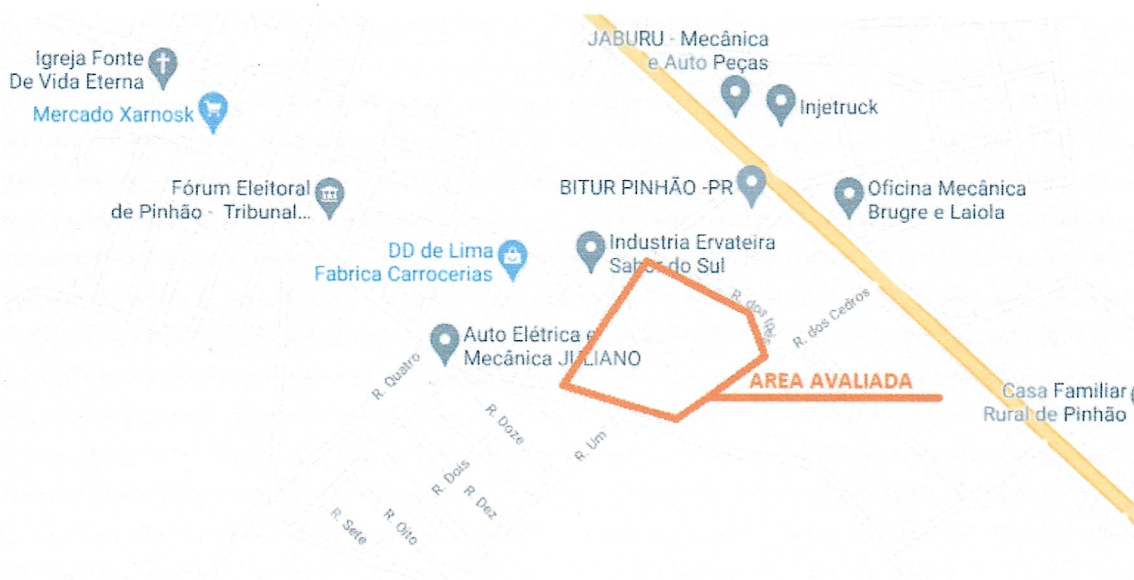 JABURU - Mecânica
e Auto Peças
Igreja Fonte
De Vida Eterna
Mercado Xarnosk
Injetruck
Fórum Eleitoral
de Pinhão - Tribunal...
BITUR PINHÃO -PR
Oficina Mecânica
Brugre e Laiola
DD de Lima
Fabrica Carrocerias
Industria Ervateira
Sabor do Sul
R. dos Ipês
R. dos Cedros
Auto Elétrica e
Mecânica JULIANO
R. Quatro
AREA AVALIADA
Casa Familiar
Rural de Pinhão
R. Doze
R. Um
R. Dois
R. Dez
R. Sete
R. Oito